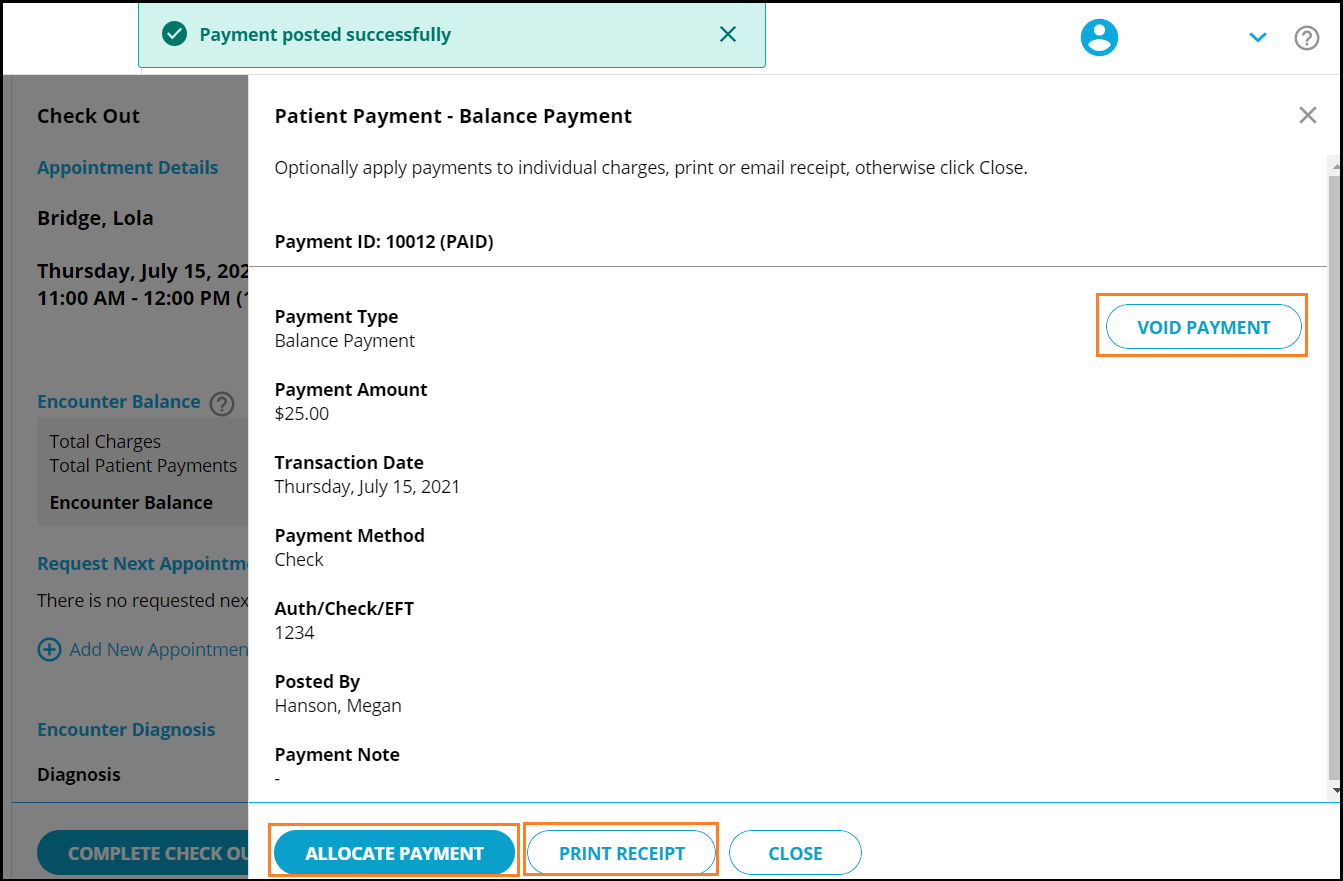 Payment posted successfully
Check Out
Appointment Details
Bridge, Lola
Thursday, July 15, 202
11:00 AM - 12:00 PM (1
Encounter Balance
Total Charges
Total Patient Payments
Encounter Balance
Request Next Appointme
There is no requested nex
Add New Appointmen
Encounter Diagnosis
Diagnosis
COMPLETE CHECK OU
Patient Payment - Balance Payment
Optionally apply payments to individual charges, print or email receipt, otherwise click Close.
Payment ID: 10012 (PAID)
VOID PAYMENT
Payment Type
Balance Payment
Payment Amount
$25.00
Transaction Date
Thursday, July 15, 2021
Payment Method
Check
Auth/Check/EFT
1234
Posted By
Hanson, Megan
Payment Note
-
ALLOCATE PAYMENT
PRINT RECEIPT
CLOSE